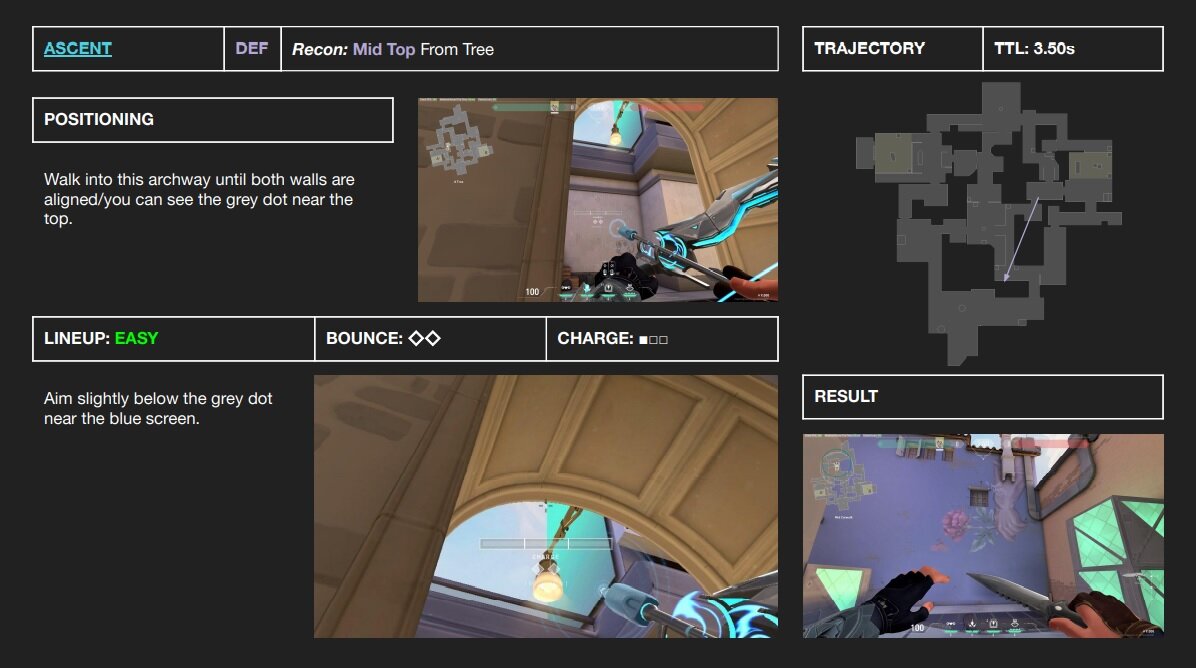 ASCENT
DEF
Recon: Mid Top From Tree
TRAJECTORY
TTL: 3.50s
POSITIONING
Walk into this archway until both walls are
aligned/you can see the grey dot near the
top.
100
LINEUP: EASY
BOUNCE: ◇◇
CHARGE: ■□□
Aim slightly below the grey dot
near the blue screen.
CHARGE
RESULT
100